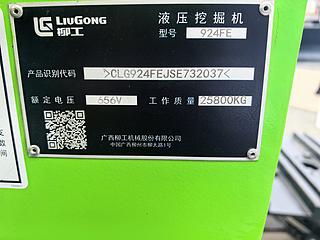 LiuGong
柳工
液压挖掘机
型号 924FE
产品识别代码 >CLG924FEJSE732037<
额定电压 656V 工作质量 25800KG
广西柳工机械股份有限公司
中国广西柳州市柳太路1号